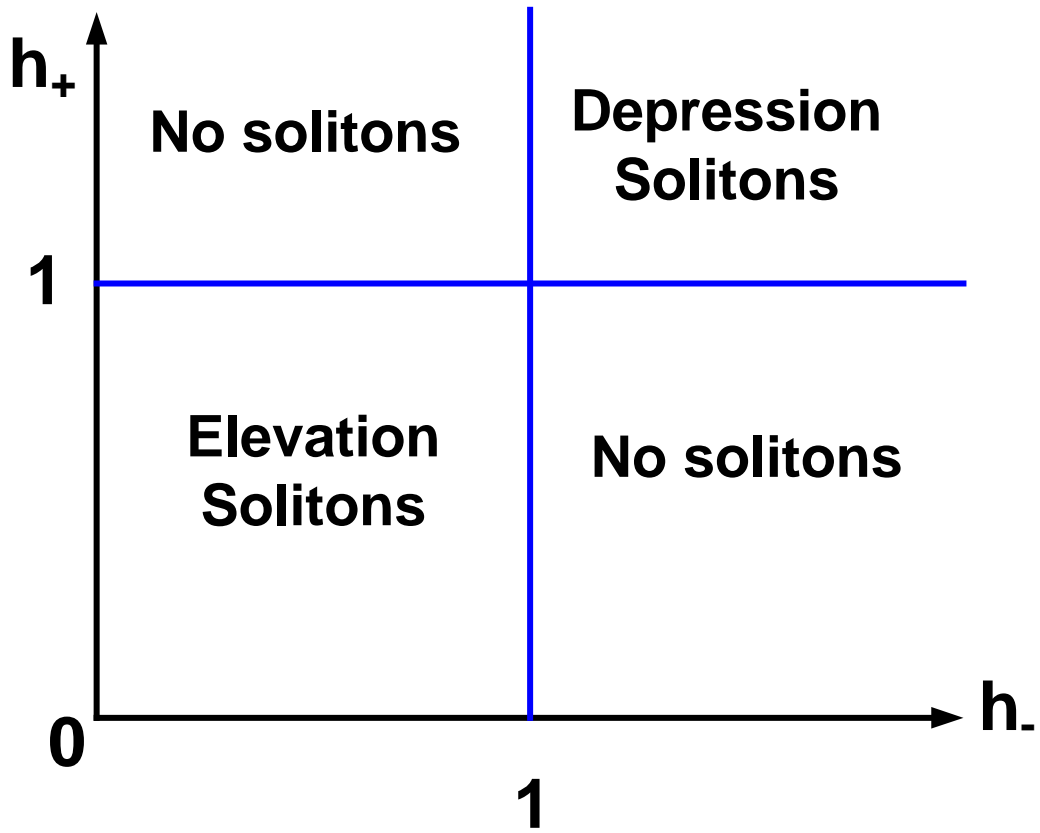 h₊
No solitons
Depression
Solitons
1
Elevation
Solitons
No solitons
0
h₋
1